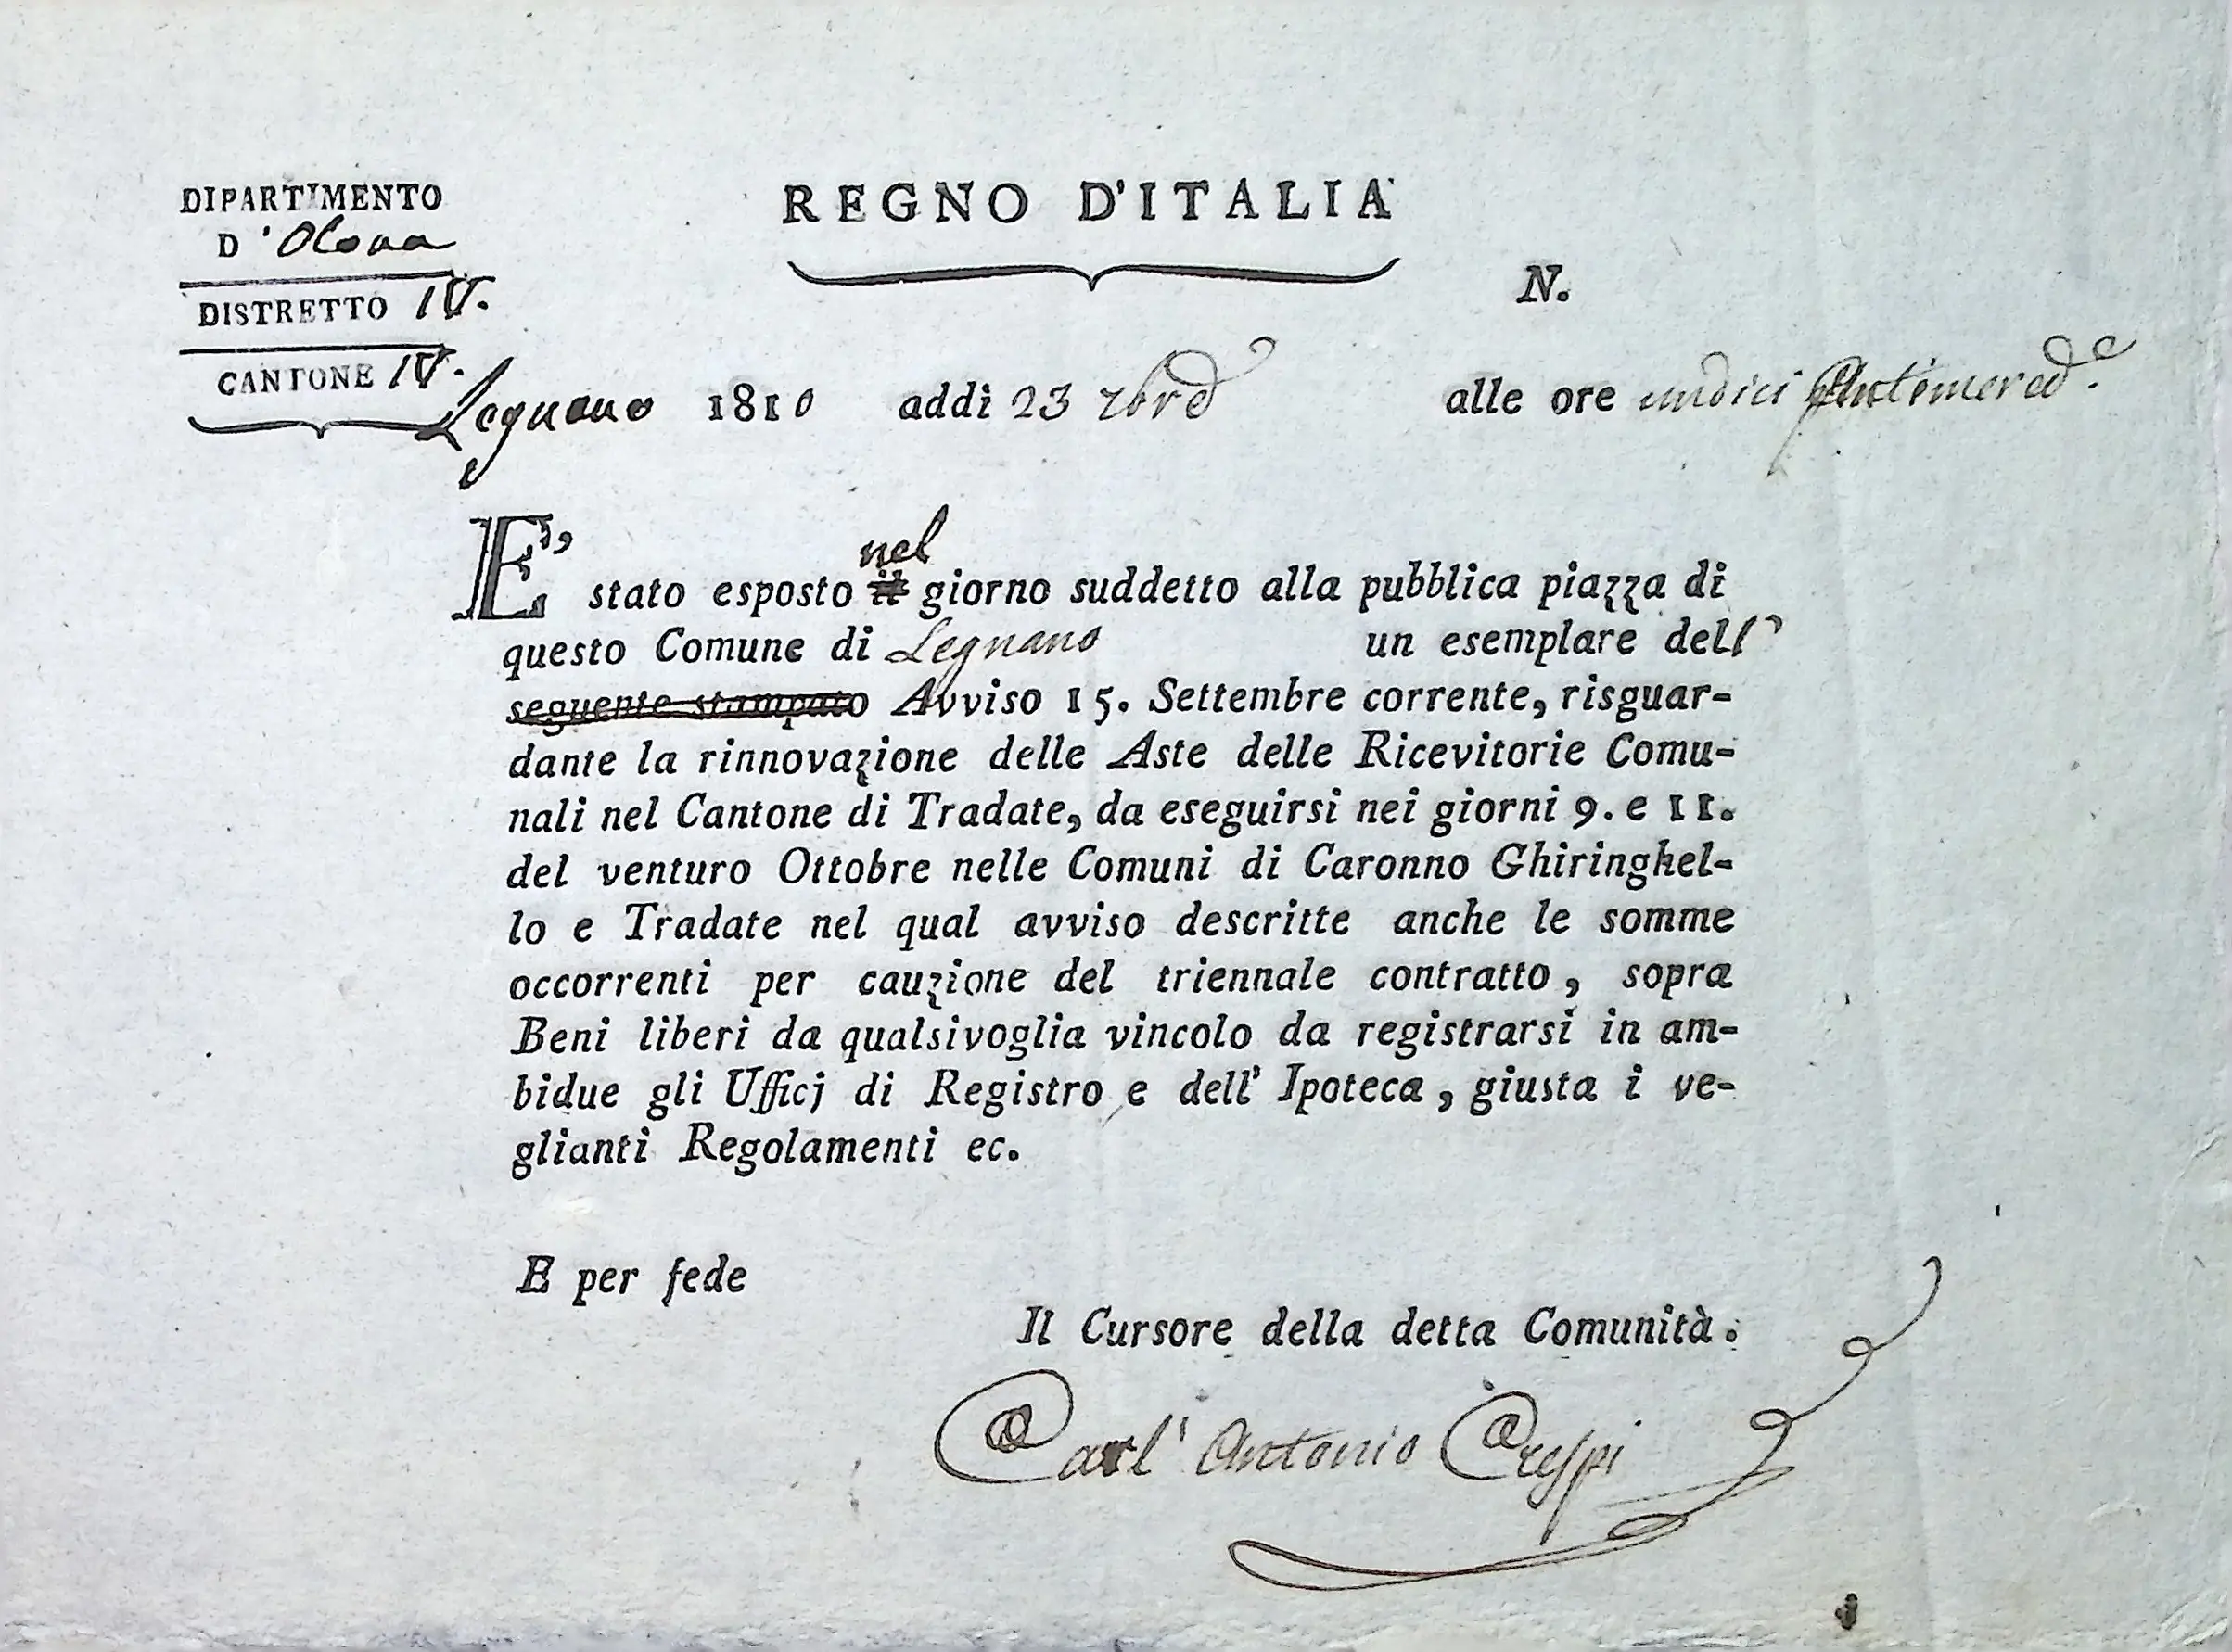 REGNO D'ITALIA
DIPARTIMENTO
D'Olona
DISTRETTO IV.
CANTONE IV.
N.
Legnano 1810 addì 23 7bre alle ore undici Antimerid.e
E' stato esposto nel il giorno suddetto alla pubblica piazza di
questo Comune di Legnano un esemplare dell'
seguente stampato Avviso 15. Settembre corrente, risguar-
dante la rinnovazione delle Aste delle Ricevitorie Comu-
nali nel Cantone di Tradate, da eseguirsi nei giorni 9. e 11.
del venturo Ottobre nelle Comuni di Caronno Ghiringhel-
lo e Tradate nel qual avviso descritte anche le somme
occorrenti per cauzione del triennale contratto, sopra
Beni liberi da qualsivoglia vincolo da registrarsi in am-
bidue gli Ufficj di Registro e dell' Ipoteca, giusta i ve-
glianti Regolamenti ec.
E per fede
Il Cursore della detta Comunità.
Carl' Antonio Crespi